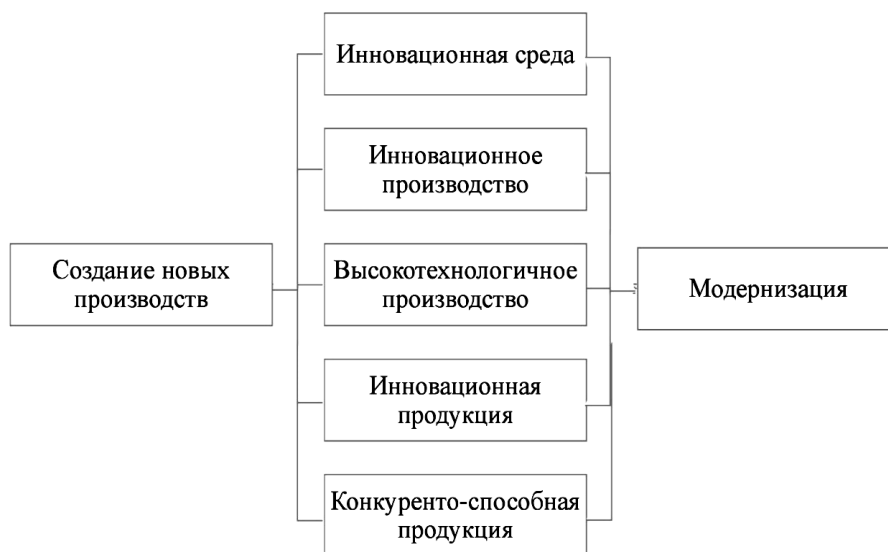 Инновационная среда
Инновационное
производство
Создание новых
производств
Высокотехнологичное
производство
Модернизация
Инновационная
продукция
Конкуренто-способная
продукция